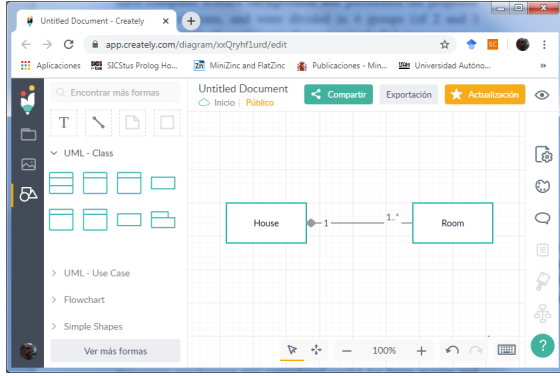 Untitled Document - Creately
app.creately.com/diagram/xxQryhf1urd/edit
Aplicaciones
SICStus Prolog Ho...
MiniZinc and FlatZinc
Publicaciones - Min...
Universidad Autóno...
Encontrar más formas
Untitled Document
Inicio | Público
Compartir
Exportación
Actualización
T
UML - Class
House
1
1..*
Room
UML - Use Case
Flowchart
Simple Shapes
Ver más formas
100%
?